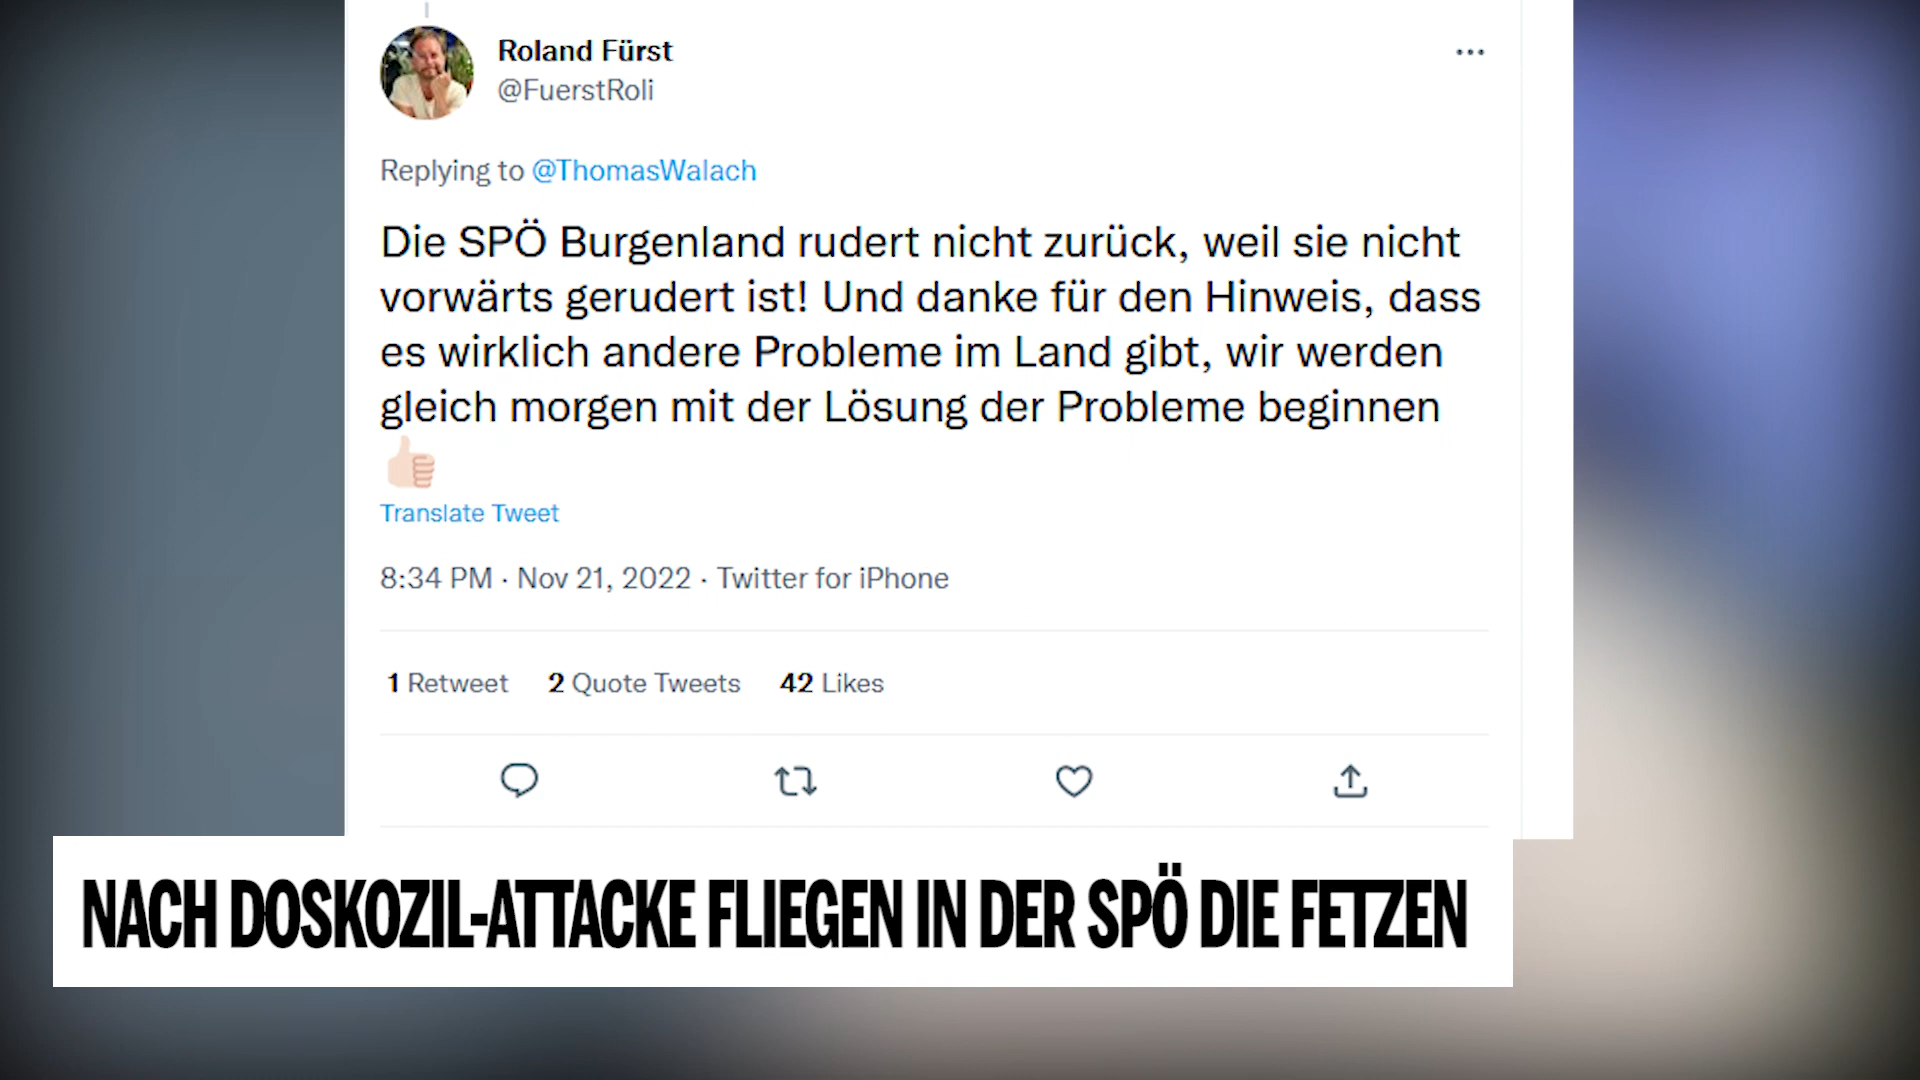 Roland Fürst
@FuerstRoli
Replying to @ThomasWalach
Die SPÖ Burgenland rudert nicht zurück, weil sie nicht
vorwärts gerudert ist! Und danke für den Hinweis, dass
es wirklich andere Probleme im Land gibt, wir werden
gleich morgen mit der Lösung der Probleme beginnen
👍🏻
Translate Tweet
8:34 PM · Nov 21, 2022 · Twitter for iPhone
1 Retweet 2 Quote Tweets 42 Likes
NACH DOSKOZIL-ATTACKE FLIEGEN IN DER SPÖ DIE FETZEN